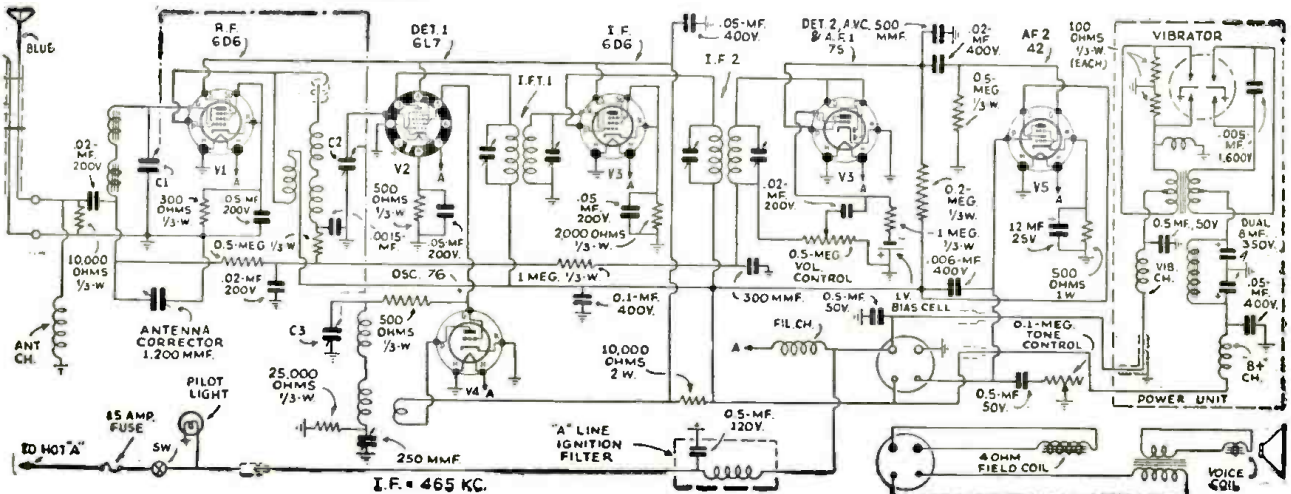 BLUE
R.F.
6D6
DET. 1
6L7
I.F.T. 1
I.F.
6D6
.05-MF.
400V.
I.F. 2
DET. 2, A.V.C.
& A.F. 1
75
500
MMF.
.02-
MF.
400V.
0.5-
MEG.
1/3-W.
AF 2
42
100
OHMS
1/3-W.
(EACH)
VIBRATOR
.005-
MF.
1,600V.
.02-
MF.
200V.
C1
V1
A
300
OHMS
1/3-W.
.05-MF.
200V.
C2
V2
500
OHMS
1/3-W.
A
.0015-
MF.
.05-MF.
200V.
V3
A
.05
MF.
200V.
2,000 OHMS
1/3-W.
.02-
MF.
200V.
V3
A
0.2-
MEG.
1/3W.
1 MEG.
1/3-W.
V5
A
12 MF.
25V.
500
OHMS
1W.
0.5 MF., 50V.
DUAL
8 MF.
350V.
VIB.
CH.
.05-
MF.
400V.
10,000
OHMS
1/3-W.
ANT.
CH.
0.5-MEG. 1/3-W.
.02-MF.
200V.
ANTENNA
CORRECTOR
1,200 MMF.
OSC. 76
1 MEG. 1/3-W.
0.1-MF.
400V.
0.5-MEG
VOL.
CONTROL
300 MMF.
.006-MF.
400V.
1V.
BIAS CELL
0.5-MF.
50V.
C3
500
OHMS
1/3-W.
V4
A
25,000
OHMS
1/3-W.
250 MMF.
10,000
OHMS
2 W.
A
FIL. CH.
0.1-MEG.
TONE
CONTROL
0.5-MF.
50V.
"B+"
CH.
POWER UNIT
PILOT
LIGHT
15 AMP.
FUSE
SW.
TO HOT "A"
"A" LINE
IGNITION
FILTER
0.5-MF.
120V.
I.F. = 465 KC.
4 OHM
FIELD COIL
VOICE
COIL